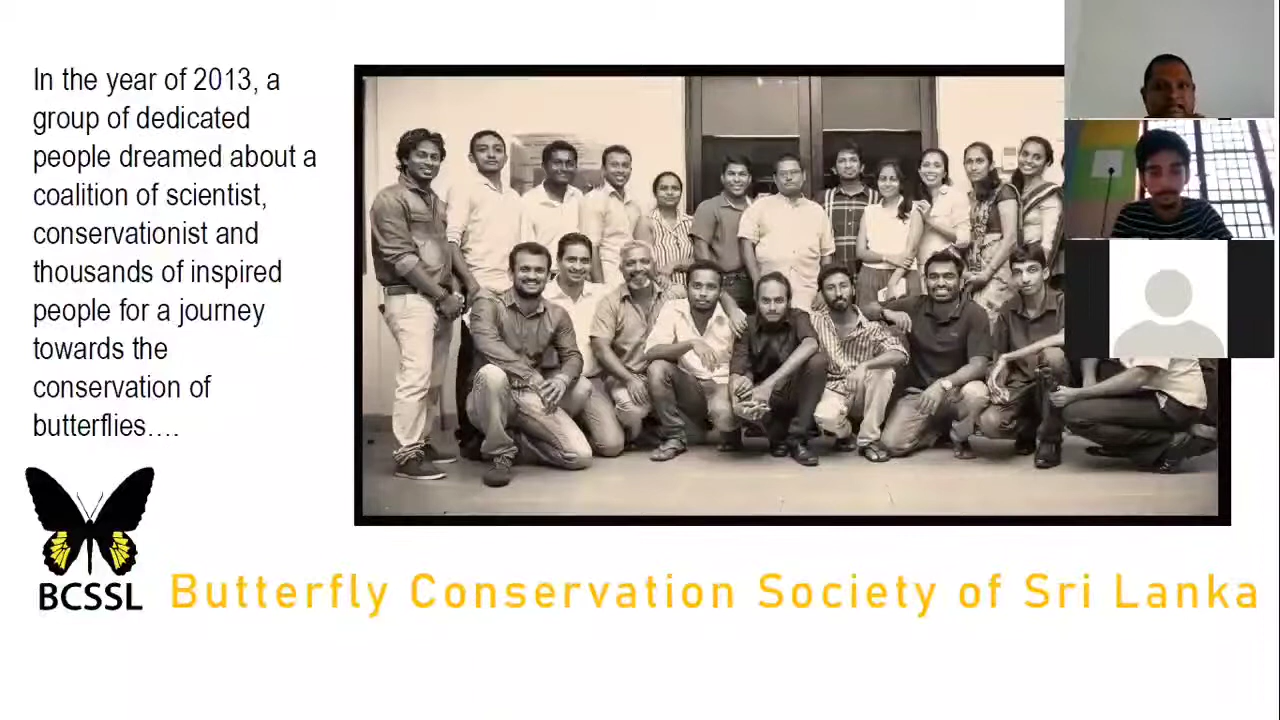 In the year of 2013, a
group of dedicated
people dreamed about a
coalition of scientist,
conservationist and
thousands of inspired
people for a journey
towards the
conservation of
butterflies....
BCSSL
Butterfly Conservation Society of Sri Lanka